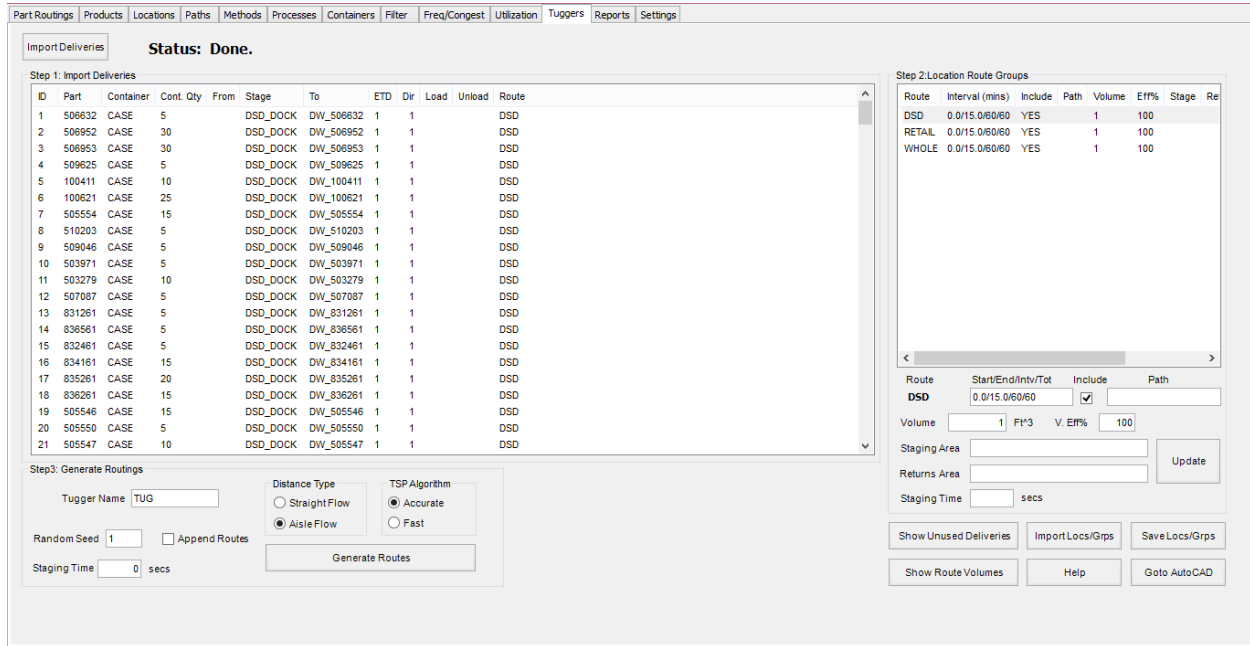 Part Routings Products Locations Paths Methods Processes Containers Filter Freq/Congest Utilization Tuggers Reports Settings
Import Deliveries Status: Done.
Step 1: Import Deliveries
ID Part Container Cont. Qty From Stage To ETD Dir Load Unload Route
1 506632 CASE 5 DSD_DOCK DW_506632 1 1 DSD
2 506952 CASE 30 DSD_DOCK DW_506952 1 1 DSD
3 506953 CASE 30 DSD_DOCK DW_506953 1 1 DSD
4 509625 CASE 5 DSD_DOCK DW_509625 1 1 DSD
5 100411 CASE 10 DSD_DOCK DW_100411 1 1 DSD
6 100621 CASE 25 DSD_DOCK DW_100621 1 1 DSD
7 505554 CASE 15 DSD_DOCK DW_505554 1 1 DSD
8 510203 CASE 5 DSD_DOCK DW_510203 1 1 DSD
9 509046 CASE 5 DSD_DOCK DW_509046 1 1 DSD
10 503971 CASE 5 DSD_DOCK DW_503971 1 1 DSD
11 503279 CASE 10 DSD_DOCK DW_503279 1 1 DSD
12 507087 CASE 5 DSD_DOCK DW_507087 1 1 DSD
13 831261 CASE 5 DSD_DOCK DW_831261 1 1 DSD
14 836561 CASE 5 DSD_DOCK DW_836561 1 1 DSD
15 832461 CASE 5 DSD_DOCK DW_832461 1 1 DSD
16 834161 CASE 15 DSD_DOCK DW_834161 1 1 DSD
17 835261 CASE 20 DSD_DOCK DW_835261 1 1 DSD
18 836261 CASE 15 DSD_DOCK DW_836261 1 1 DSD
19 505546 CASE 15 DSD_DOCK DW_505546 1 1 DSD
20 505550 CASE 5 DSD_DOCK DW_505550 1 1 DSD
21 505547 CASE 10 DSD_DOCK DW_505547 1 1 DSD
Step 2:Location Route Groups
Route Interval (mins) Include Path Volume Eff% Stage Re
DSD 0.0/15.0/60/60 YES 1 100
RETAIL 0.0/15.0/60/60 YES 1 100
WHOLE 0.0/15.0/60/60 YES 1 100
Route Start/End/Intv/Tot Include Path
DSD 0.0/15.0/60/60
Volume 1 Ft^3 V. Eff% 100
Staging Area
Returns Area
Update
Staging Time secs
Show Unused Deliveries Import Locs/Grps Save Locs/Grps
Show Route Volumes Help Goto AutoCAD
Step3: Generate Routings
Distance Type TSP Algorithm
Tugger Name TUG Straight Flow Accurate
Aisle Flow Fast
Random Seed 1 Append Routes
Generate Routes
Staging Time 0 secs